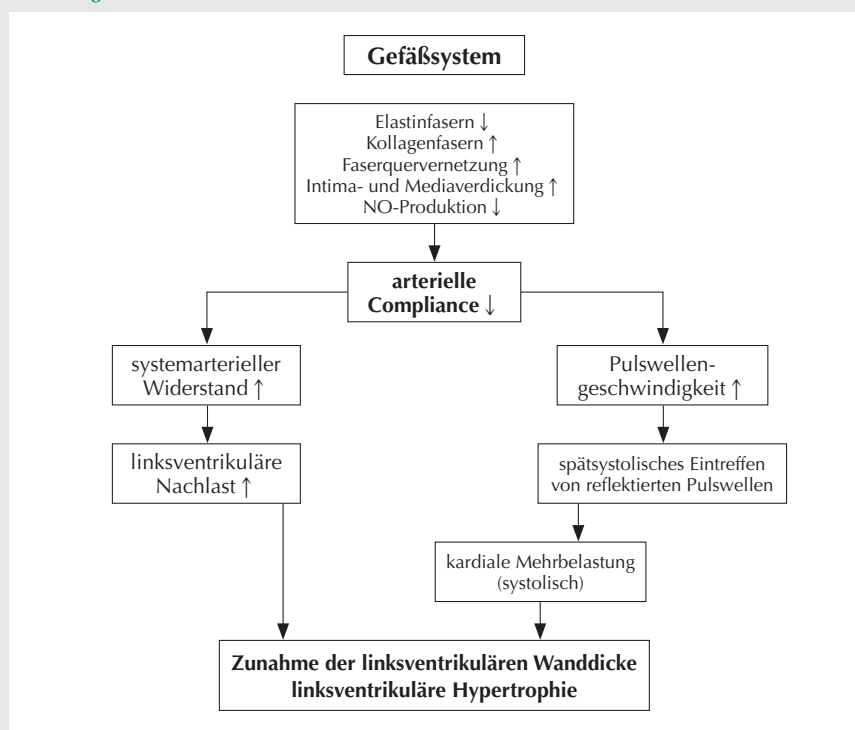 Gefäßsystem
Elastinfasern ↓
Kollagenfasern ↑
Faserquervernetzung ↑
Intima- und Mediaverdickung ↑
NO-Produktion ↓
arterielle
Compliance ↓
systemarterieller
Widerstand ↑
Pulswellen-
geschwindigkeit ↑
linksventrikuläre
Nachlast ↑
spätsystolisches Eintreffen
von reflektierten Pulswellen
kardiale Mehrbelastung
(systolisch)
Zunahme der linksventrikulären Wanddicke
linksventrikuläre Hypertrophie